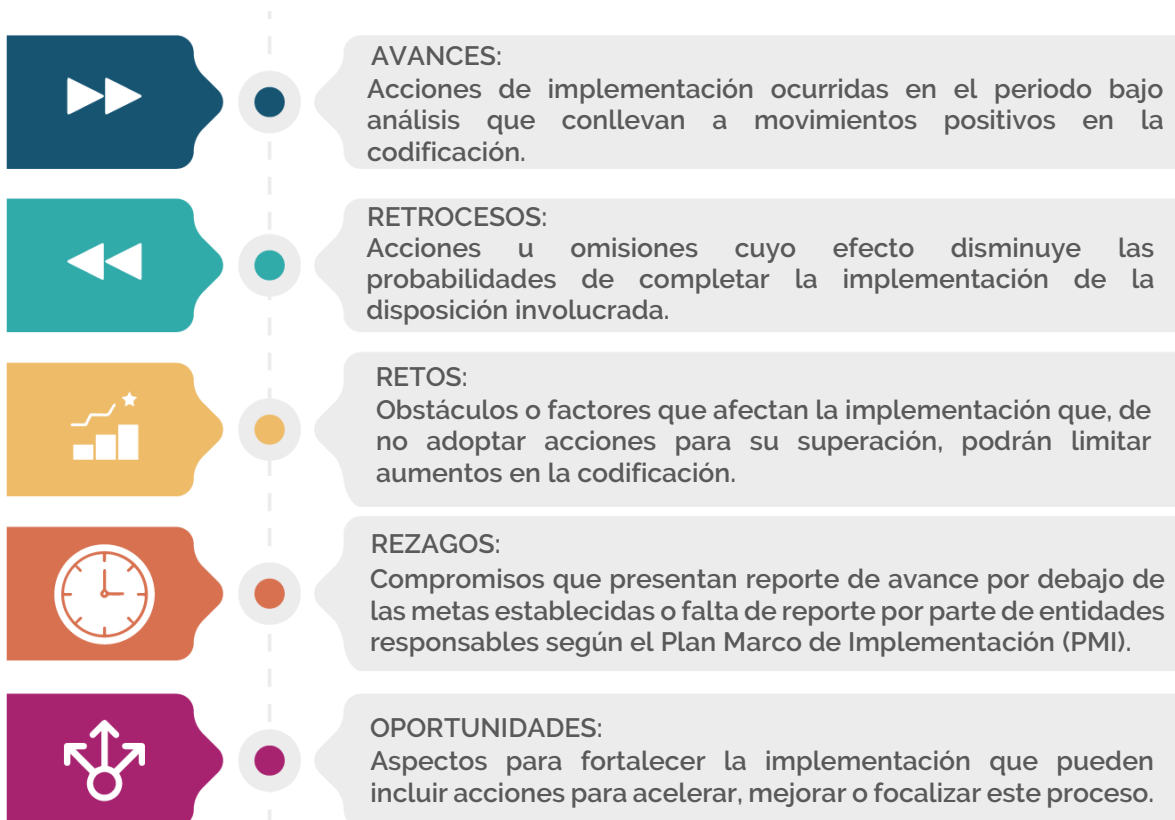 AVANCES:
Acciones de implementación ocurridas en el periodo bajo
análisis que conllevan a movimientos positivos en la
codificación.
RETROCESOS:
Acciones u omisiones cuyo efecto disminuye las
probabilidades de completar la implementación de la
disposición involucrada.
RETOS:
Obstáculos o factores que afectan la implementación que, de
no adoptar acciones para su superación, podrán limitar
aumentos en la codificación.
REZAGOS:
Compromisos que presentan reporte de avance por debajo de
las metas establecidas o falta de reporte por parte de entidades
responsables según el Plan Marco de Implementación (PMI).
OPORTUNIDADES:
Aspectos para fortalecer la implementación que pueden
incluir acciones para acelerar, mejorar o focalizar este proceso.